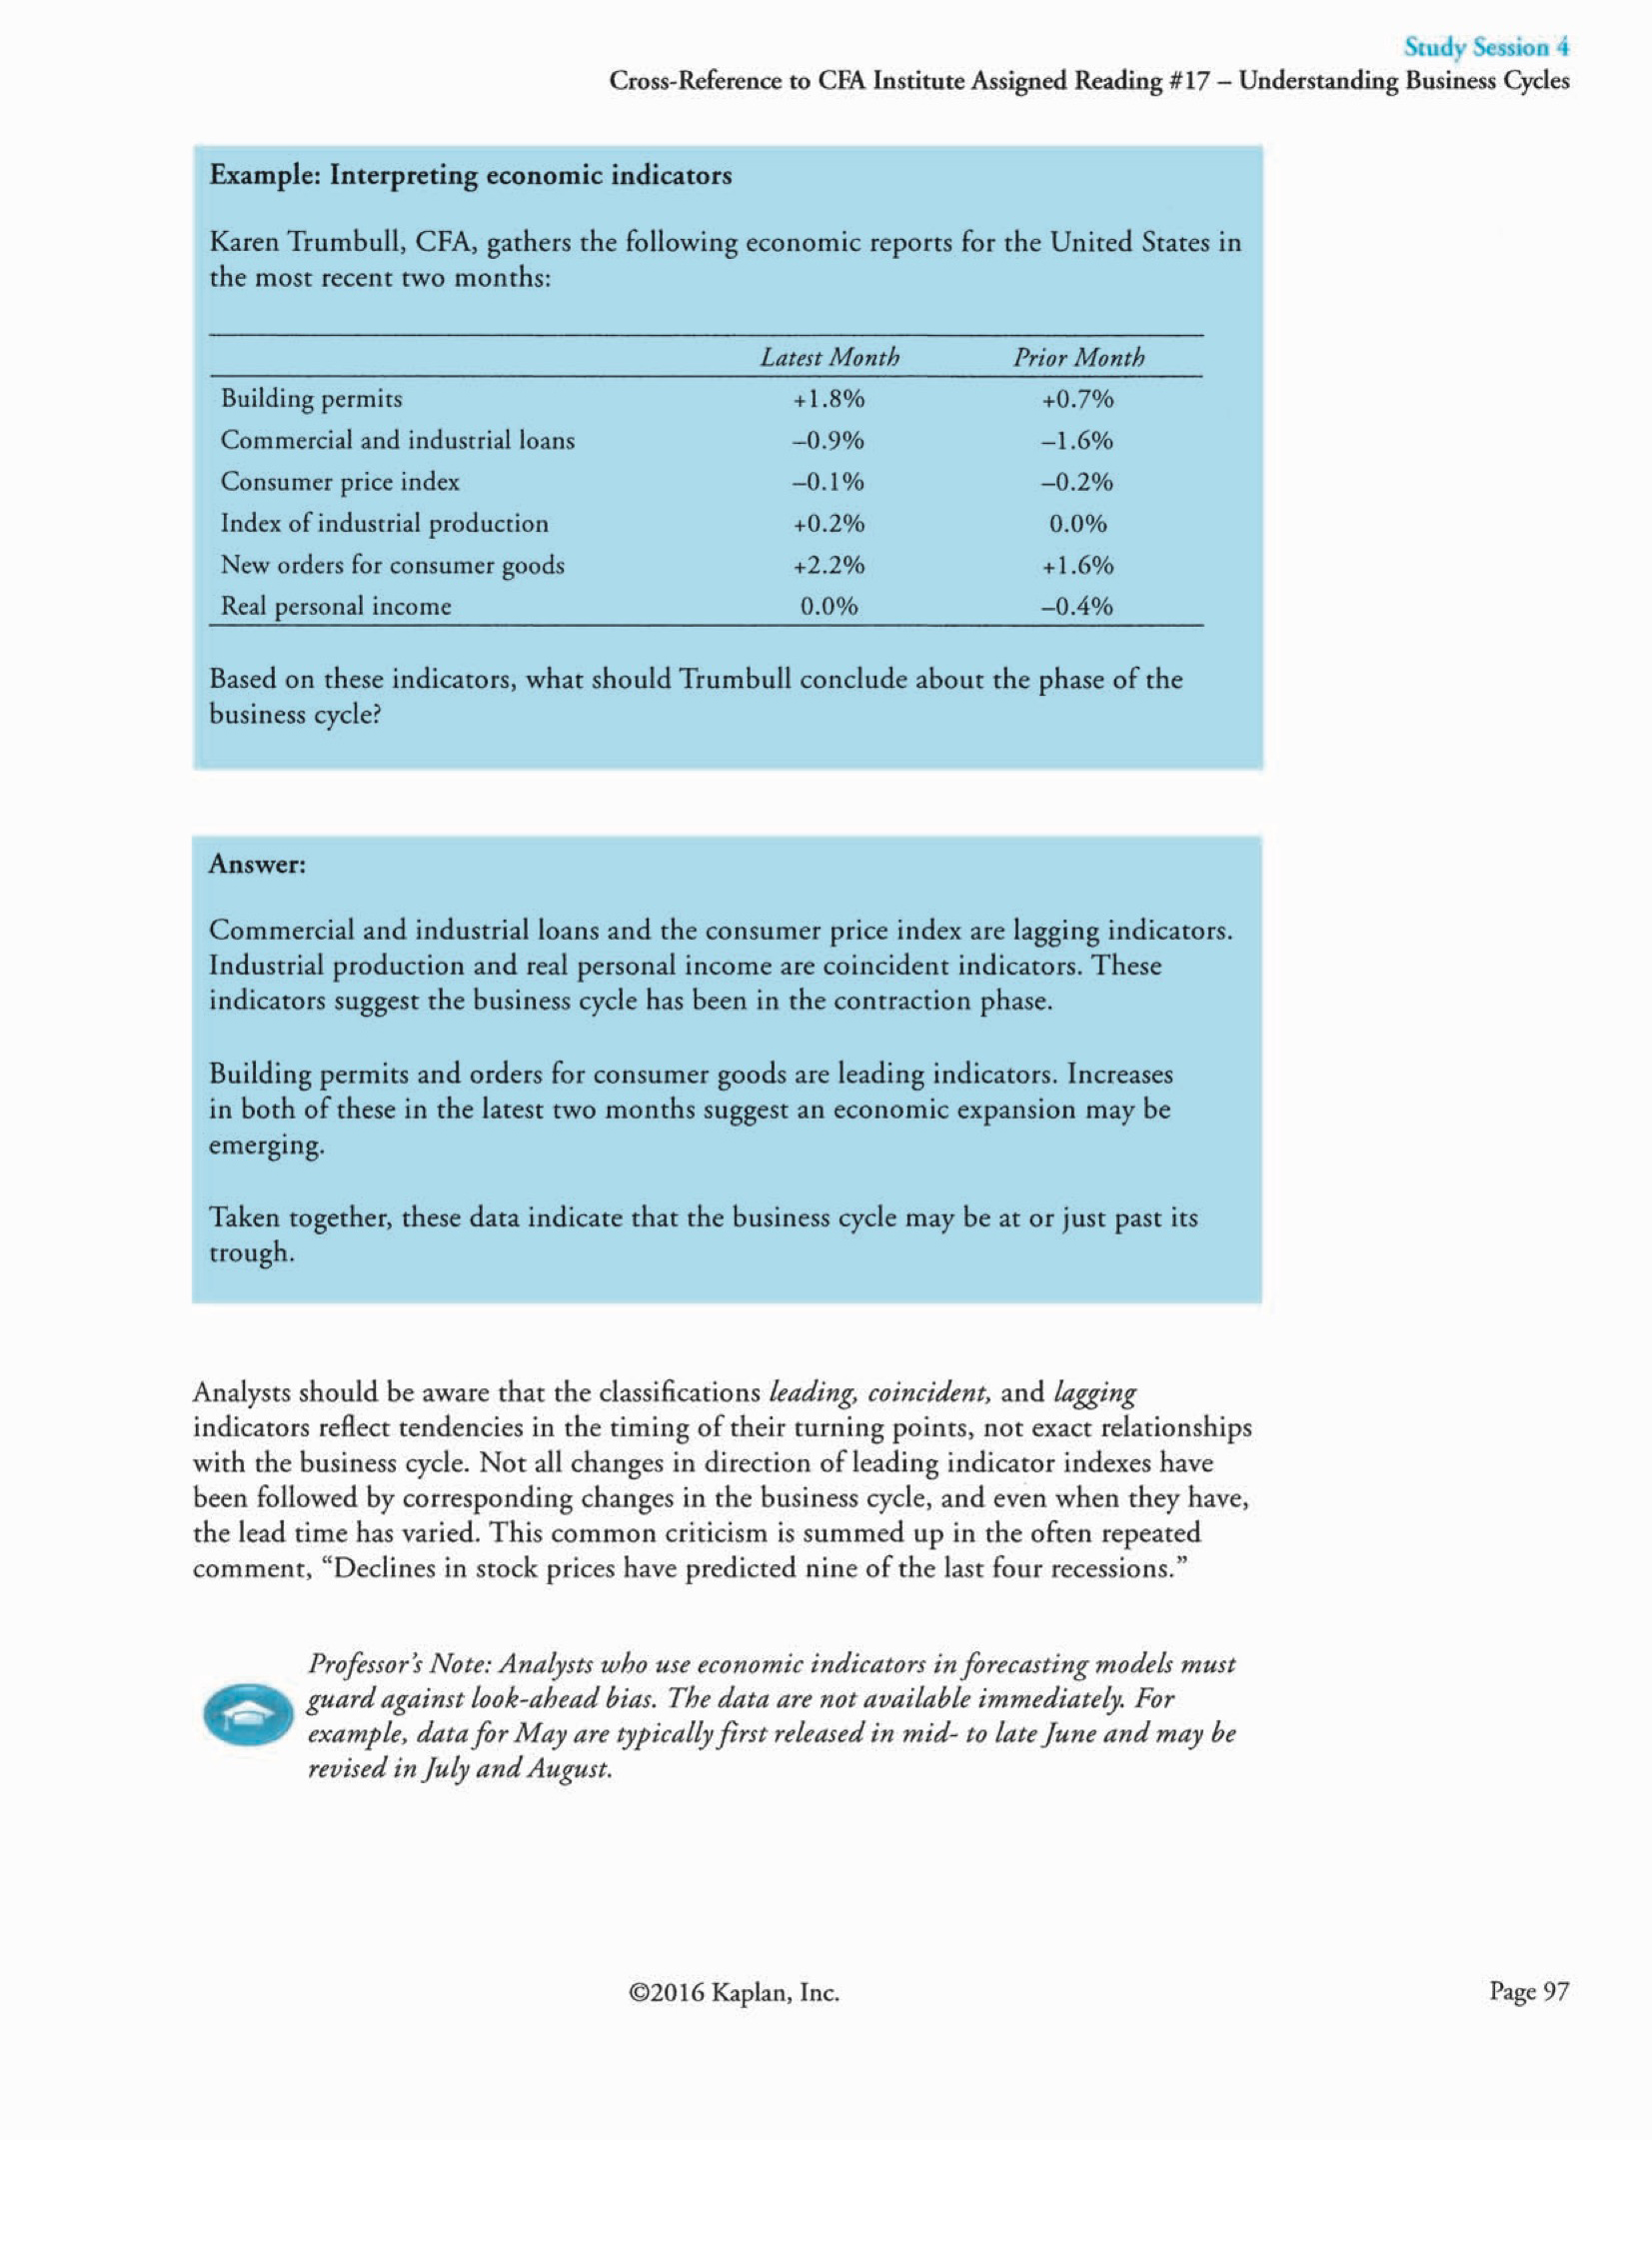 Study Session 4
Cross-Reference to CFA Institute Assigned Reading #17 – Understanding Business Cycles
Example: Interpreting economic indicators
Karen Trumbull, CFA, gathers the following economic reports for the United States in
the most recent two months:
Latest Month Prior Month
Building permits +1.8% +0.7%
Commercial and industrial loans –0.9% –1.6%
Consumer price index –0.1% –0.2%
Index of industrial production +0.2% 0.0%
New orders for consumer goods +2.2% +1.6%
Real personal income 0.0% –0.4%
Based on these indicators, what should Trumbull conclude about the phase of the
business cycle?
Answer:
Commercial and industrial loans and the consumer price index are lagging indicators.
Industrial production and real personal income are coincident indicators. These
indicators suggest the business cycle has been in the contraction phase.
Building permits and orders for consumer goods are leading indicators. Increases
in both of these in the latest two months suggest an economic expansion may be
emerging.
Taken together, these data indicate that the business cycle may be at or just past its
trough.
Analysts should be aware that the classifications leading, coincident, and lagging
indicators reflect tendencies in the timing of their turning points, not exact relationships
with the business cycle. Not all changes in direction of leading indicator indexes have
been followed by corresponding changes in the business cycle, and even when they have,
the lead time has varied. This common criticism is summed up in the often repeated
comment, “Declines in stock prices have predicted nine of the last four recessions.”
Professor’s Note: Analysts who use economic indicators in forecasting models must
guard against look-ahead bias. The data are not available immediately. For
example, data for May are typically first released in mid- to late June and may be
revised in July and August.
©2016 Kaplan, Inc.
Page 97